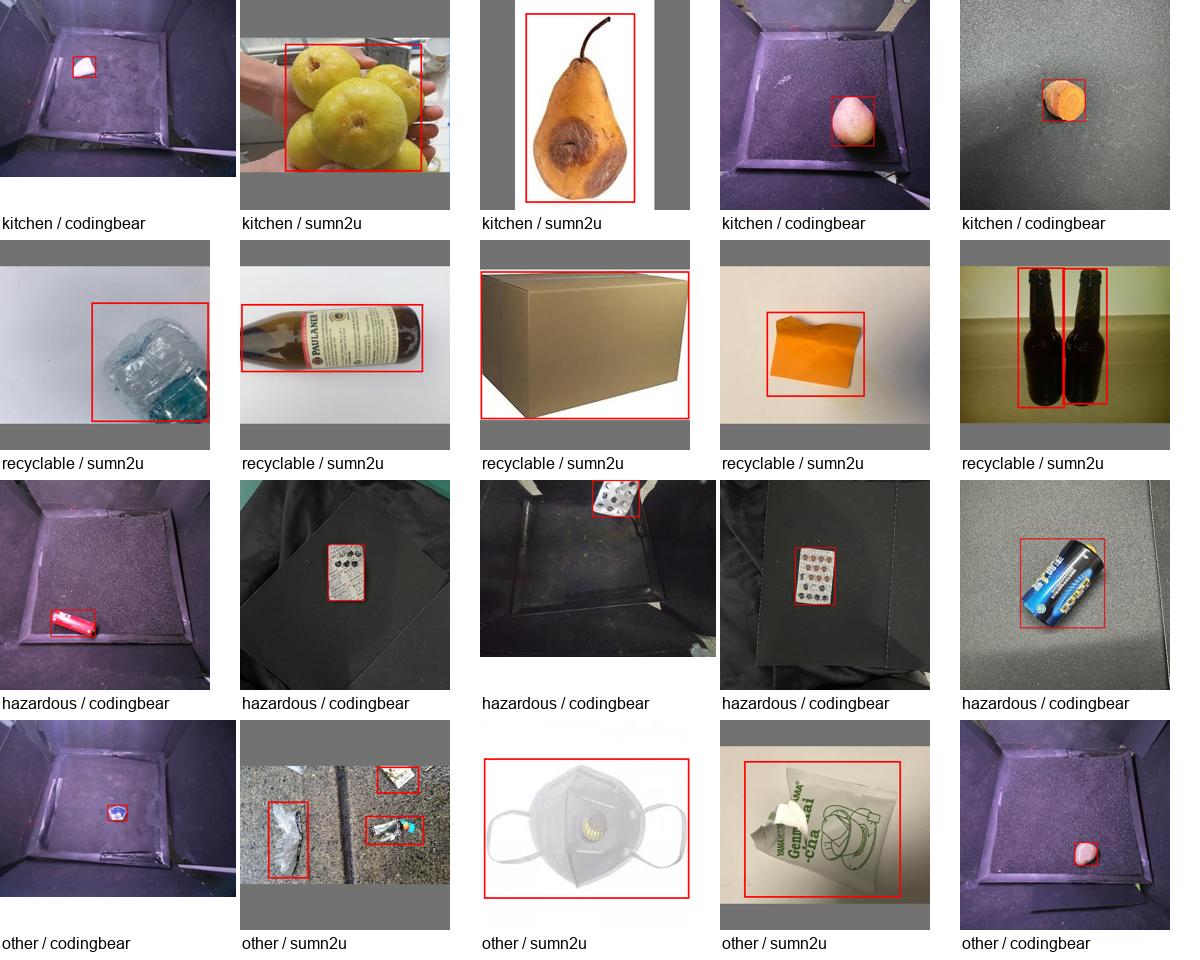 kitchen / codingbear
kitchen / sumn2u
kitchen / sumn2u
kitchen / codingbear
kitchen / codingbear
PAULANER
recyclable / sumn2u
recyclable / sumn2u
recyclable / sumn2u
recyclable / sumn2u
recyclable / sumn2u
hazardous / codingbear
hazardous / codingbear
hazardous / codingbear
hazardous / codingbear
hazardous / codingbear
Genmai
-cha
other / codingbear
other / sumn2u
other / sumn2u
other / sumn2u
other / codingbear